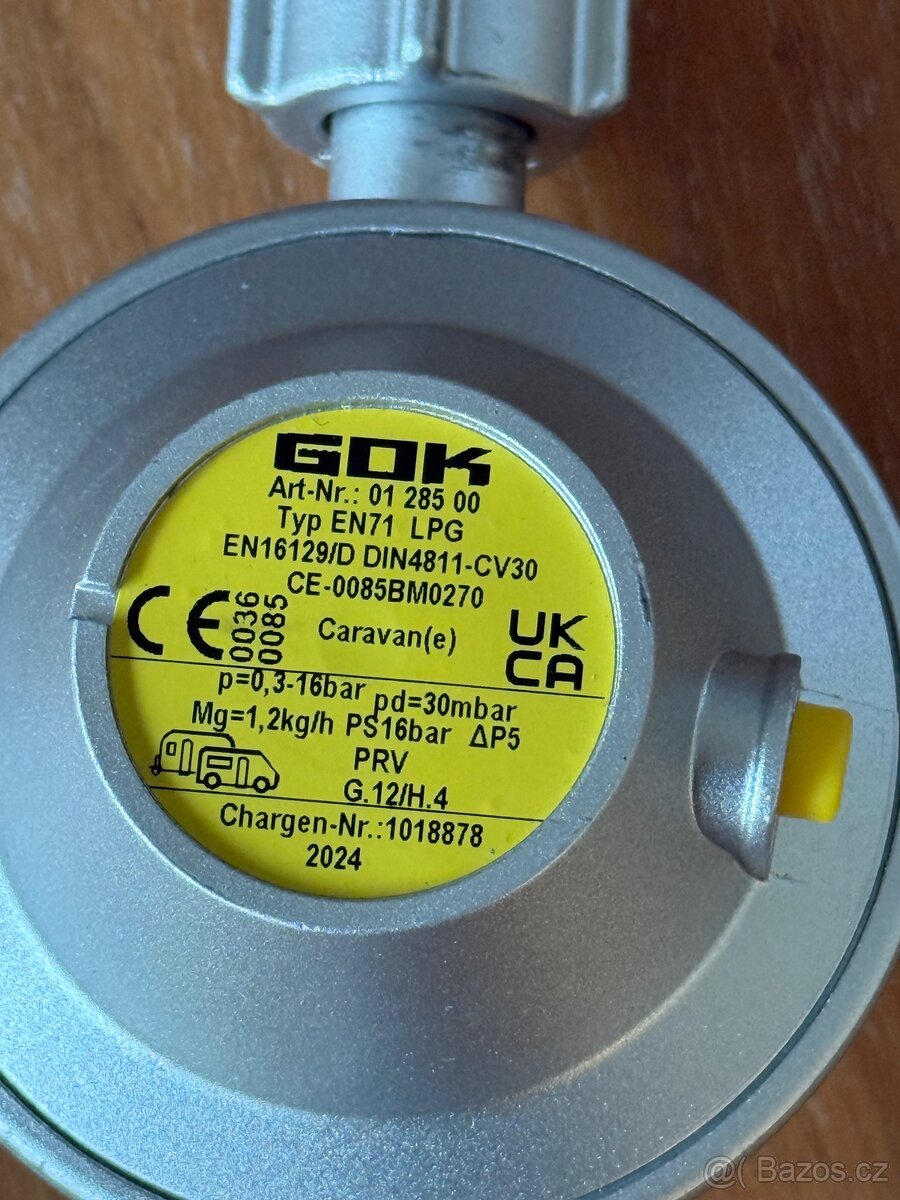 GOK
Art-Nr.: 01 285 00
Typ EN71 LPG
EN16129/D DIN4811-CV30
CE-0085BM0270
CE 0036 0085
Caravan(e)
UK
CA
p=0,3-16bar pd=30mbar
Mg=1,2kg/h PS16bar ΔP5
PRV
G.12/H.4
Chargen-Nr.:1018878
2024
@( Bazos.cz